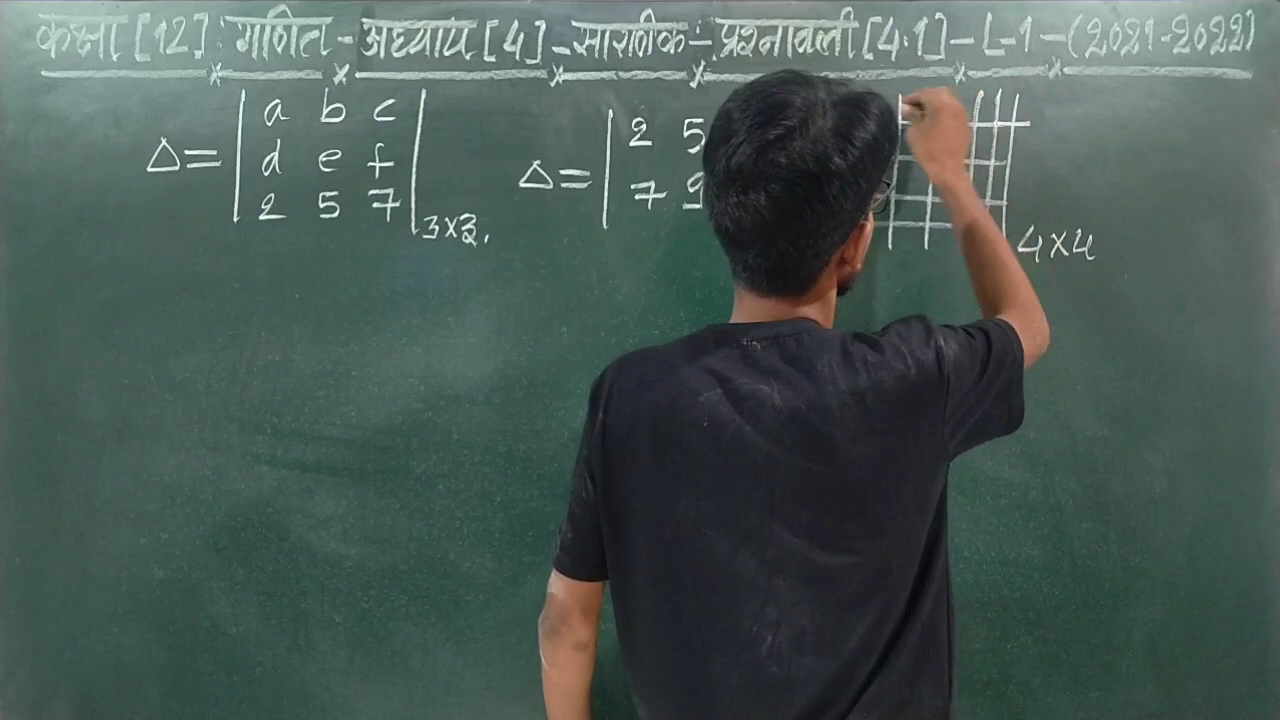 कक्षा [12] गणित - अध्याय [4] - सारणिक - प्रश्नावली [4.1] - L-1 - (2021-2022)
Δ= | a b c | Δ= | 2 5
d e f
2 5 7 7 9
3×3. 4×4